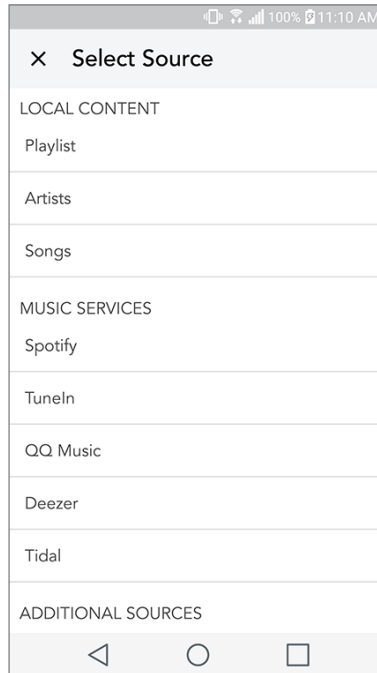 100% 11:10 AM
× Select Source
LOCAL CONTENT
Playlist
Artists
Songs
MUSIC SERVICES
Spotify
TuneIn
QQ Music
Deezer
Tidal
ADDITIONAL SOURCES